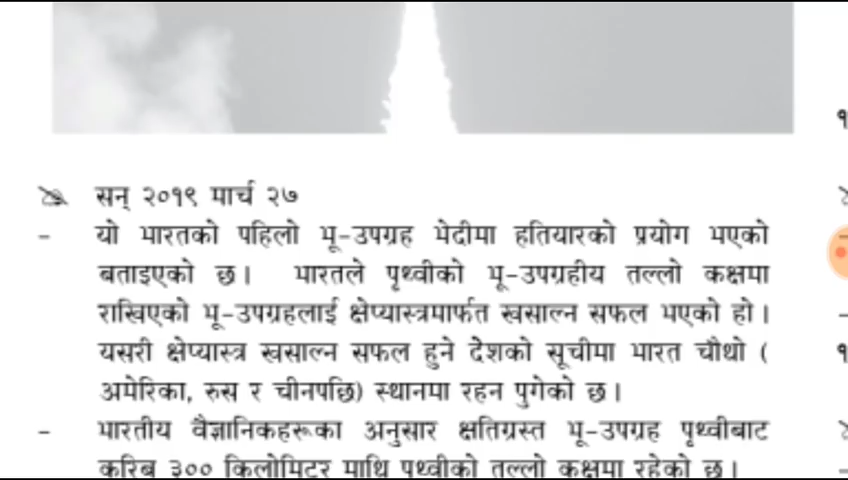 सन् २०१९ मार्च २७
- यो भारतको पहिलो भू-उपग्रह भेदीमा हतियारको प्रयोग भएको
बताइएको छ। भारतले पृथ्वीको भू-उपग्रहीय तल्लो कक्षमा
राखिएको भू-उपग्रहलाई क्षेप्यास्त्रमार्फत खसाल्न सफल भएको हो।
यसरी क्षेप्यास्त्र खसाल्न सफल हुने देशको सूचीमा भारत चौथो (
अमेरिका, रुस र चीनपछि) स्थानमा रहन पुगेको छ।
- भारतीय वैज्ञानिकहरूका अनुसार क्षतिग्रस्त भू-उपग्रह पृथ्वीबाट
करिब ३०० किलोमिटर माथि पृथ्वीको तल्लो कक्षमा रहेको छ।